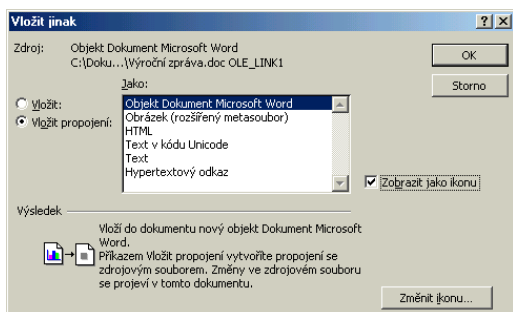 Vložit jinak
Zdroj: Objekt Dokument Microsoft Word
C:\Doku...\Výroční zpráva.doc OLE_LINK1
OK
Storno
Jako:
Vložit:
Vložit propojení:
Objekt Dokument Microsoft Word
Obrázek (rozšířený metasoubor)
HTML
Text v kódu Unicode
Text
Hypertextový odkaz
Zobrazit jako ikonu
Výsledek
Vloží do dokumentu nový objekt Dokument Microsoft
Word.
Příkazem Vložit propojení vytvoříte propojení se
zdrojovým souborem. Změny ve zdrojovém souboru
se projeví v tomto dokumentu.
Změnit ikonu...